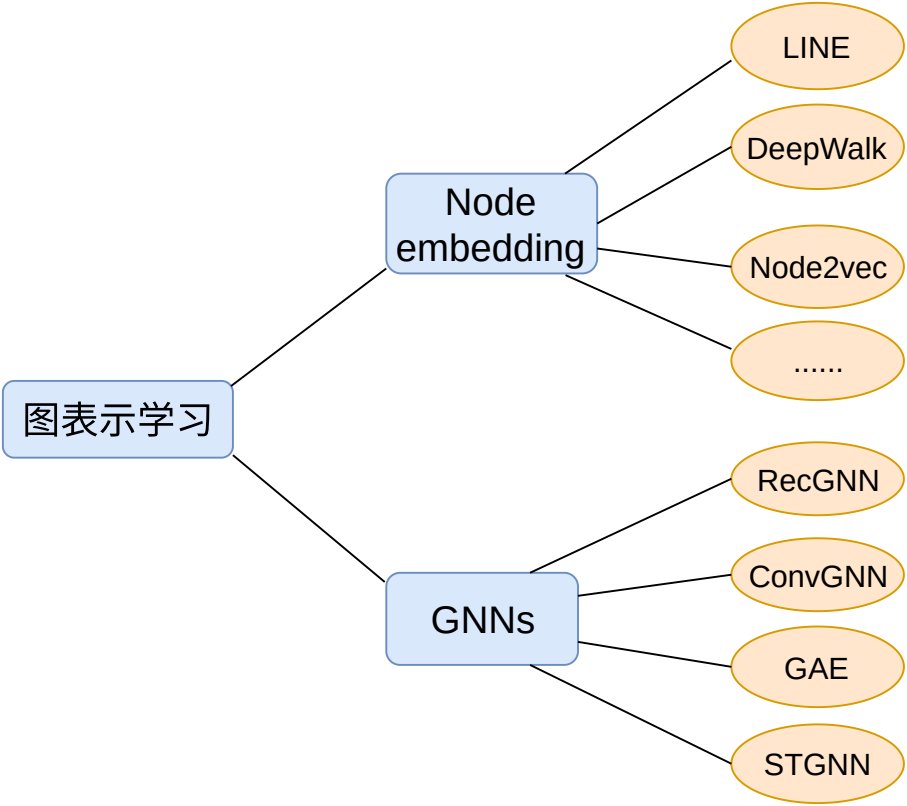 LINE
DeepWalk
Node
embedding
Node2vec
......
图表示学习
RecGNN
ConvGNN
GNNs
GAE
STGNN